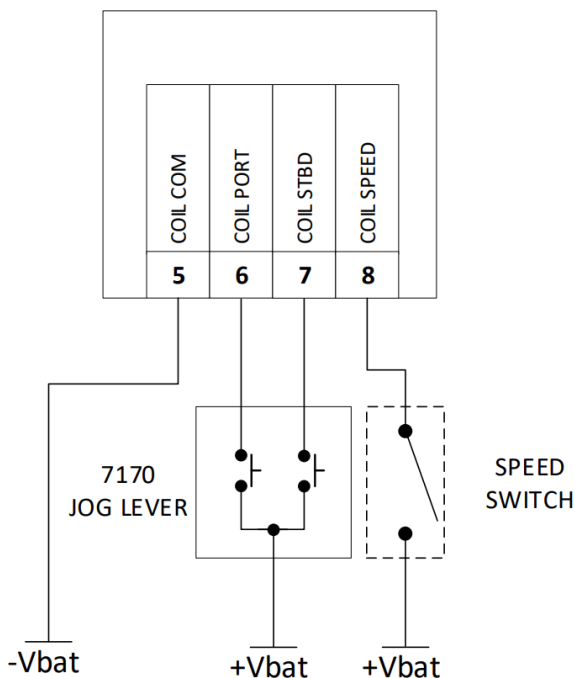 COIL COM
COIL PORT
COIL STBD
COIL SPEED
5
6
7
8
7170
JOG LEVER
SPEED
SWITCH
-Vbat
+Vbat
+Vbat